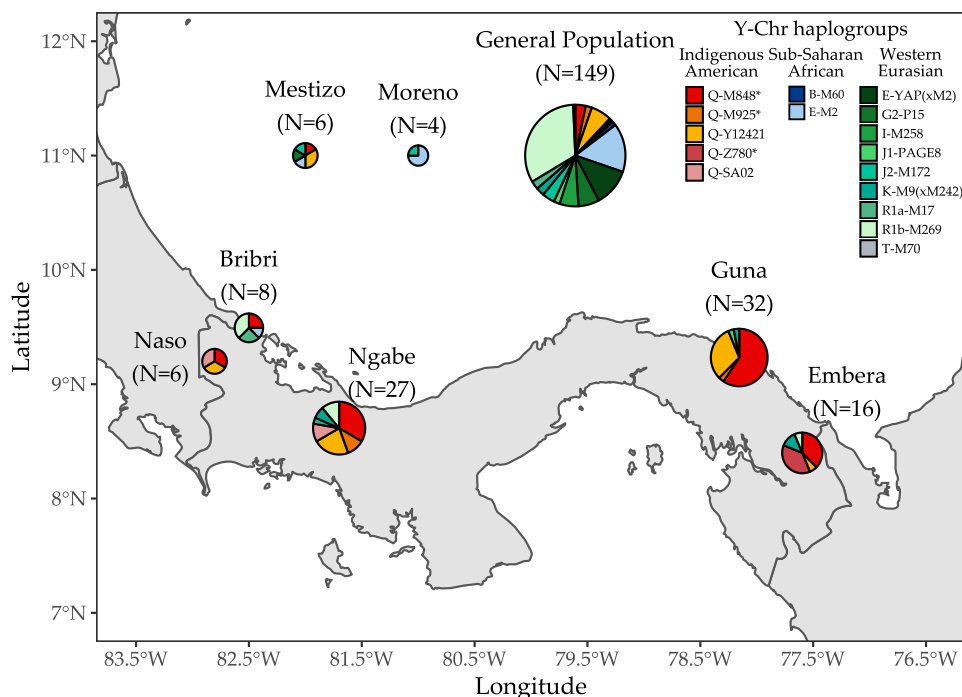 Y-Chr haplogroups
Indigenous American
Sub-Saharan African
Western Eurasian
Q-M848*
Q-M925*
Q-Y12421
Q-Z780*
Q-SA02
B-M60
E-M2
E-YAP(xM2)
G2-P15
I-M258
J1-PAGE8
J2-M172
K-M9(xM242)
R1a-M17
R1b-M269
T-M70
General Population
(N=149)
Mestizo
(N=6)
Moreno
(N=4)
Bribri
(N=8)
Naso
(N=6)
Ngabe
(N=27)
Guna
(N=32)
Embera
(N=16)
12°N
11°N
10°N
9°N
8°N
7°N
Latitude
83.5°W
82.5°W
81.5°W
80.5°W
79.5°W
78.5°W
77.5°W
76.5°W
Longitude